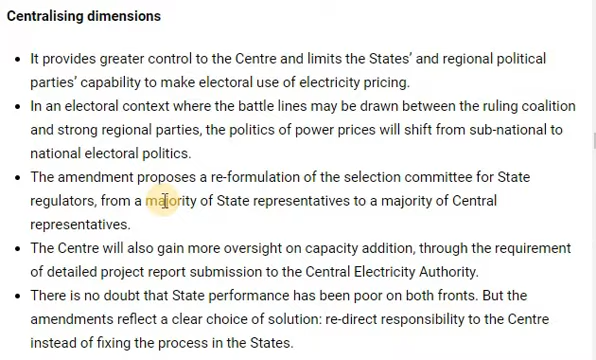 Centralising dimensions
• It provides greater control to the Centre and limits the States' and regional political
parties' capability to make electoral use of electricity pricing.
• In an electoral context where the battle lines may be drawn between the ruling coalition
and strong regional parties, the politics of power prices will shift from sub-national to
national electoral politics.
• The amendment proposes a re-formulation of the selection committee for State
regulators, from a majority of State representatives to a majority of Central
representatives.
• The Centre will also gain more oversight on capacity addition, through the requirement
of detailed project report submission to the Central Electricity Authority.
• There is no doubt that State performance has been poor on both fronts. But the
amendments reflect a clear choice of solution: re-direct responsibility to the Centre
instead of fixing the process in the States.